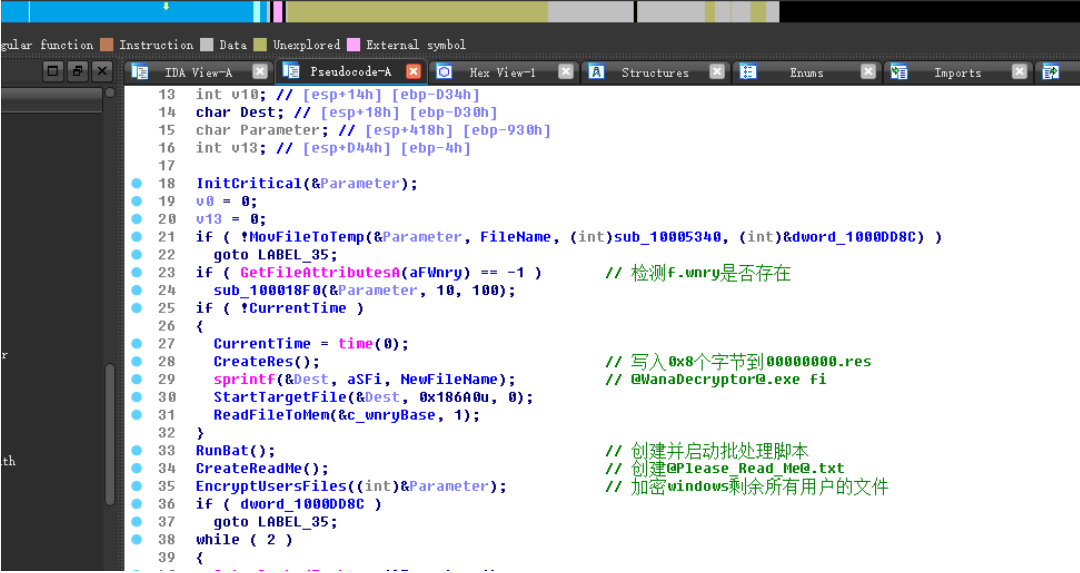 gular function Instruction Data Unexplored External symbol
IDA View-A Pseudocode-A Hex View-1 Structures Enums Imports
13 int v10; // [esp+14h] [ebp-D34h]
14 char Dest; // [esp+18h] [ebp-D30h]
15 char Parameter; // [esp+418h] [ebp-930h]
16 int v13; // [esp+D44h] [ebp-4h]
17
18 InitCritical(&Parameter);
19 v0 = 0;
20 v13 = 0;
21 if ( !MovFileToTemp(&Parameter, FileName, (int)sub_10005340, (int)&dword_1000DD8C) )
22 goto LABEL_35;
23 if ( GetFileAttributesA(aFWnry) == -1 ) // 检测f.wnry是否存在
24 sub_100018F0(&Parameter, 10, 100);
25 if ( !CurrentTime )
26 {
27 CurrentTime = time(0);
28 CreateRes(); // 写入0x8个字节到00000000.res
29 sprintf(&Dest, aSFi, NewFileName); // @WanaDecryptor@.exe fi
30 StartTargetFile(&Dest, 0x186A0u, 0);
31 ReadFileToMem(&c_wnryBase, 1);
32 }
33 RunBat(); // 创建并启动批处理脚本
34 CreateReadMe(); // 创建@Please_Read_Me@.txt
35 EncryptUsersFiles((int)&Parameter); // 加密windows剩余所有用户的文件
36 if ( dword_1000DD8C )
37 goto LABEL_35;
38 while ( 2 )
39 {
r
th